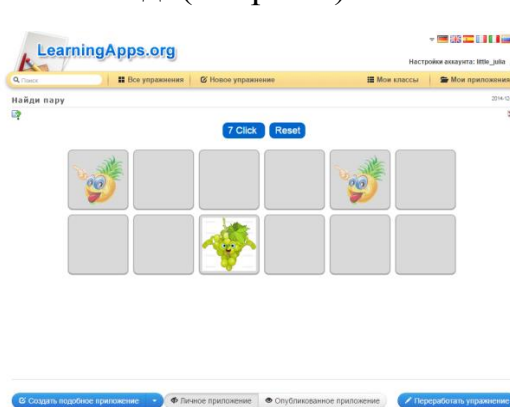 LearningApps.org
Настройки аккаунта: little_julia
Поиск
Все упражнения
Новое упражнение
Мои классы
Мои приложения
Найди пару
7 Click
Reset
Создать подобное приложение
Личное приложение
Опубликованное приложение
Переработать упражнение